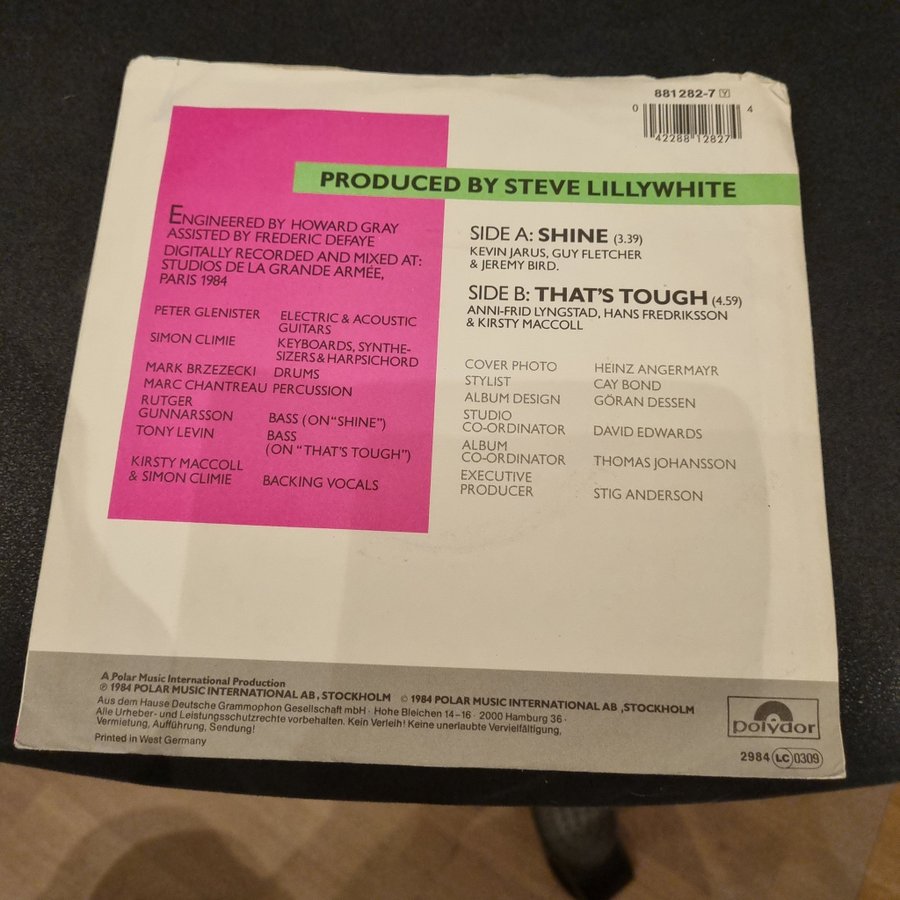 881 282-7 Y
0 42288 12827 4
PRODUCED BY STEVE LILLYWHITE
ENGINEERED BY HOWARD GRAY
ASSISTED BY FREDERIC DEFAYE
DIGITALLY RECORDED AND MIXED AT:
STUDIOS DE LA GRANDE ARMÉE,
PARIS 1984
PETER GLENISTER ELECTRIC & ACOUSTIC
GUITARS
SIMON CLIMIE KEYBOARDS, SYNTHE-
SIZERS & HARPSICHORD
MARK BRZEZECKI DRUMS
MARC CHANTREAU PERCUSSION
RUTGER
GUNNARSSON BASS (ON "SHINE")
TONY LEVIN BASS
(ON "THAT'S TOUGH")
KIRSTY MACCOLL
& SIMON CLIMIE BACKING VOCALS
SIDE A: SHINE (3.39)
KEVIN JARUS, GUY FLETCHER
& JEREMY BIRD.
SIDE B: THAT'S TOUGH (4.59)
ANNI-FRID LYNGSTAD, HANS FREDRIKSSON
& KIRSTY MACCOLL
COVER PHOTO HEINZ ANGERMAYR
STYLIST CAY BOND
ALBUM DESIGN GÖRAN DESSEN
STUDIO
CO-ORDINATOR DAVID EDWARDS
ALBUM
CO-ORDINATOR THOMAS JOHANSSON
EXECUTIVE
PRODUCER STIG ANDERSON
A Polar Music International Production
℗ 1984 POLAR MUSIC INTERNATIONAL AB, STOCKHOLM © 1984 POLAR MUSIC INTERNATIONAL AB ,STOCKHOLM
Aus dem Hause Deutsche Grammophon Gesellschaft mbH · Hohe Bleichen 14-16 · 2000 Hamburg 36 ·
Alle Urheber- und Leistungsschutzrechte vorbehalten. Kein Verleih! Keine unerlaubte Vervielfältigung,
Vermietung, Aufführung, Sendung!
Printed in West Germany
polydor
2984 LC 0309